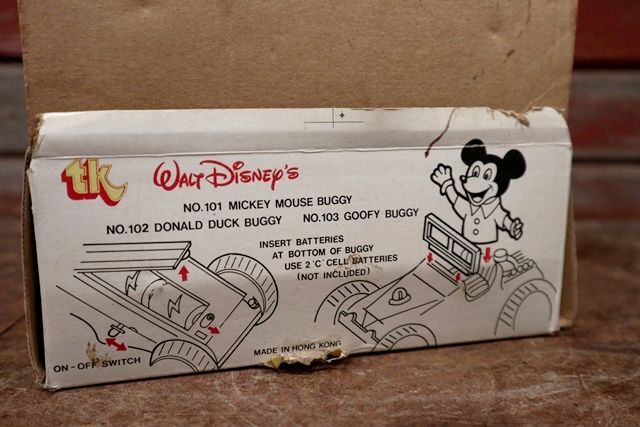 tk Walt Disney's
NO.101 MICKEY MOUSE BUGGY
NO.102 DONALD DUCK BUGGY NO.103 GOOFY BUGGY
INSERT BATTERIES
AT BOTTOM OF BUGGY
USE 2 'C' CELL BATTERIES
(NOT INCLUDED)
ON-OFF SWITCH
MADE IN HONG KONG